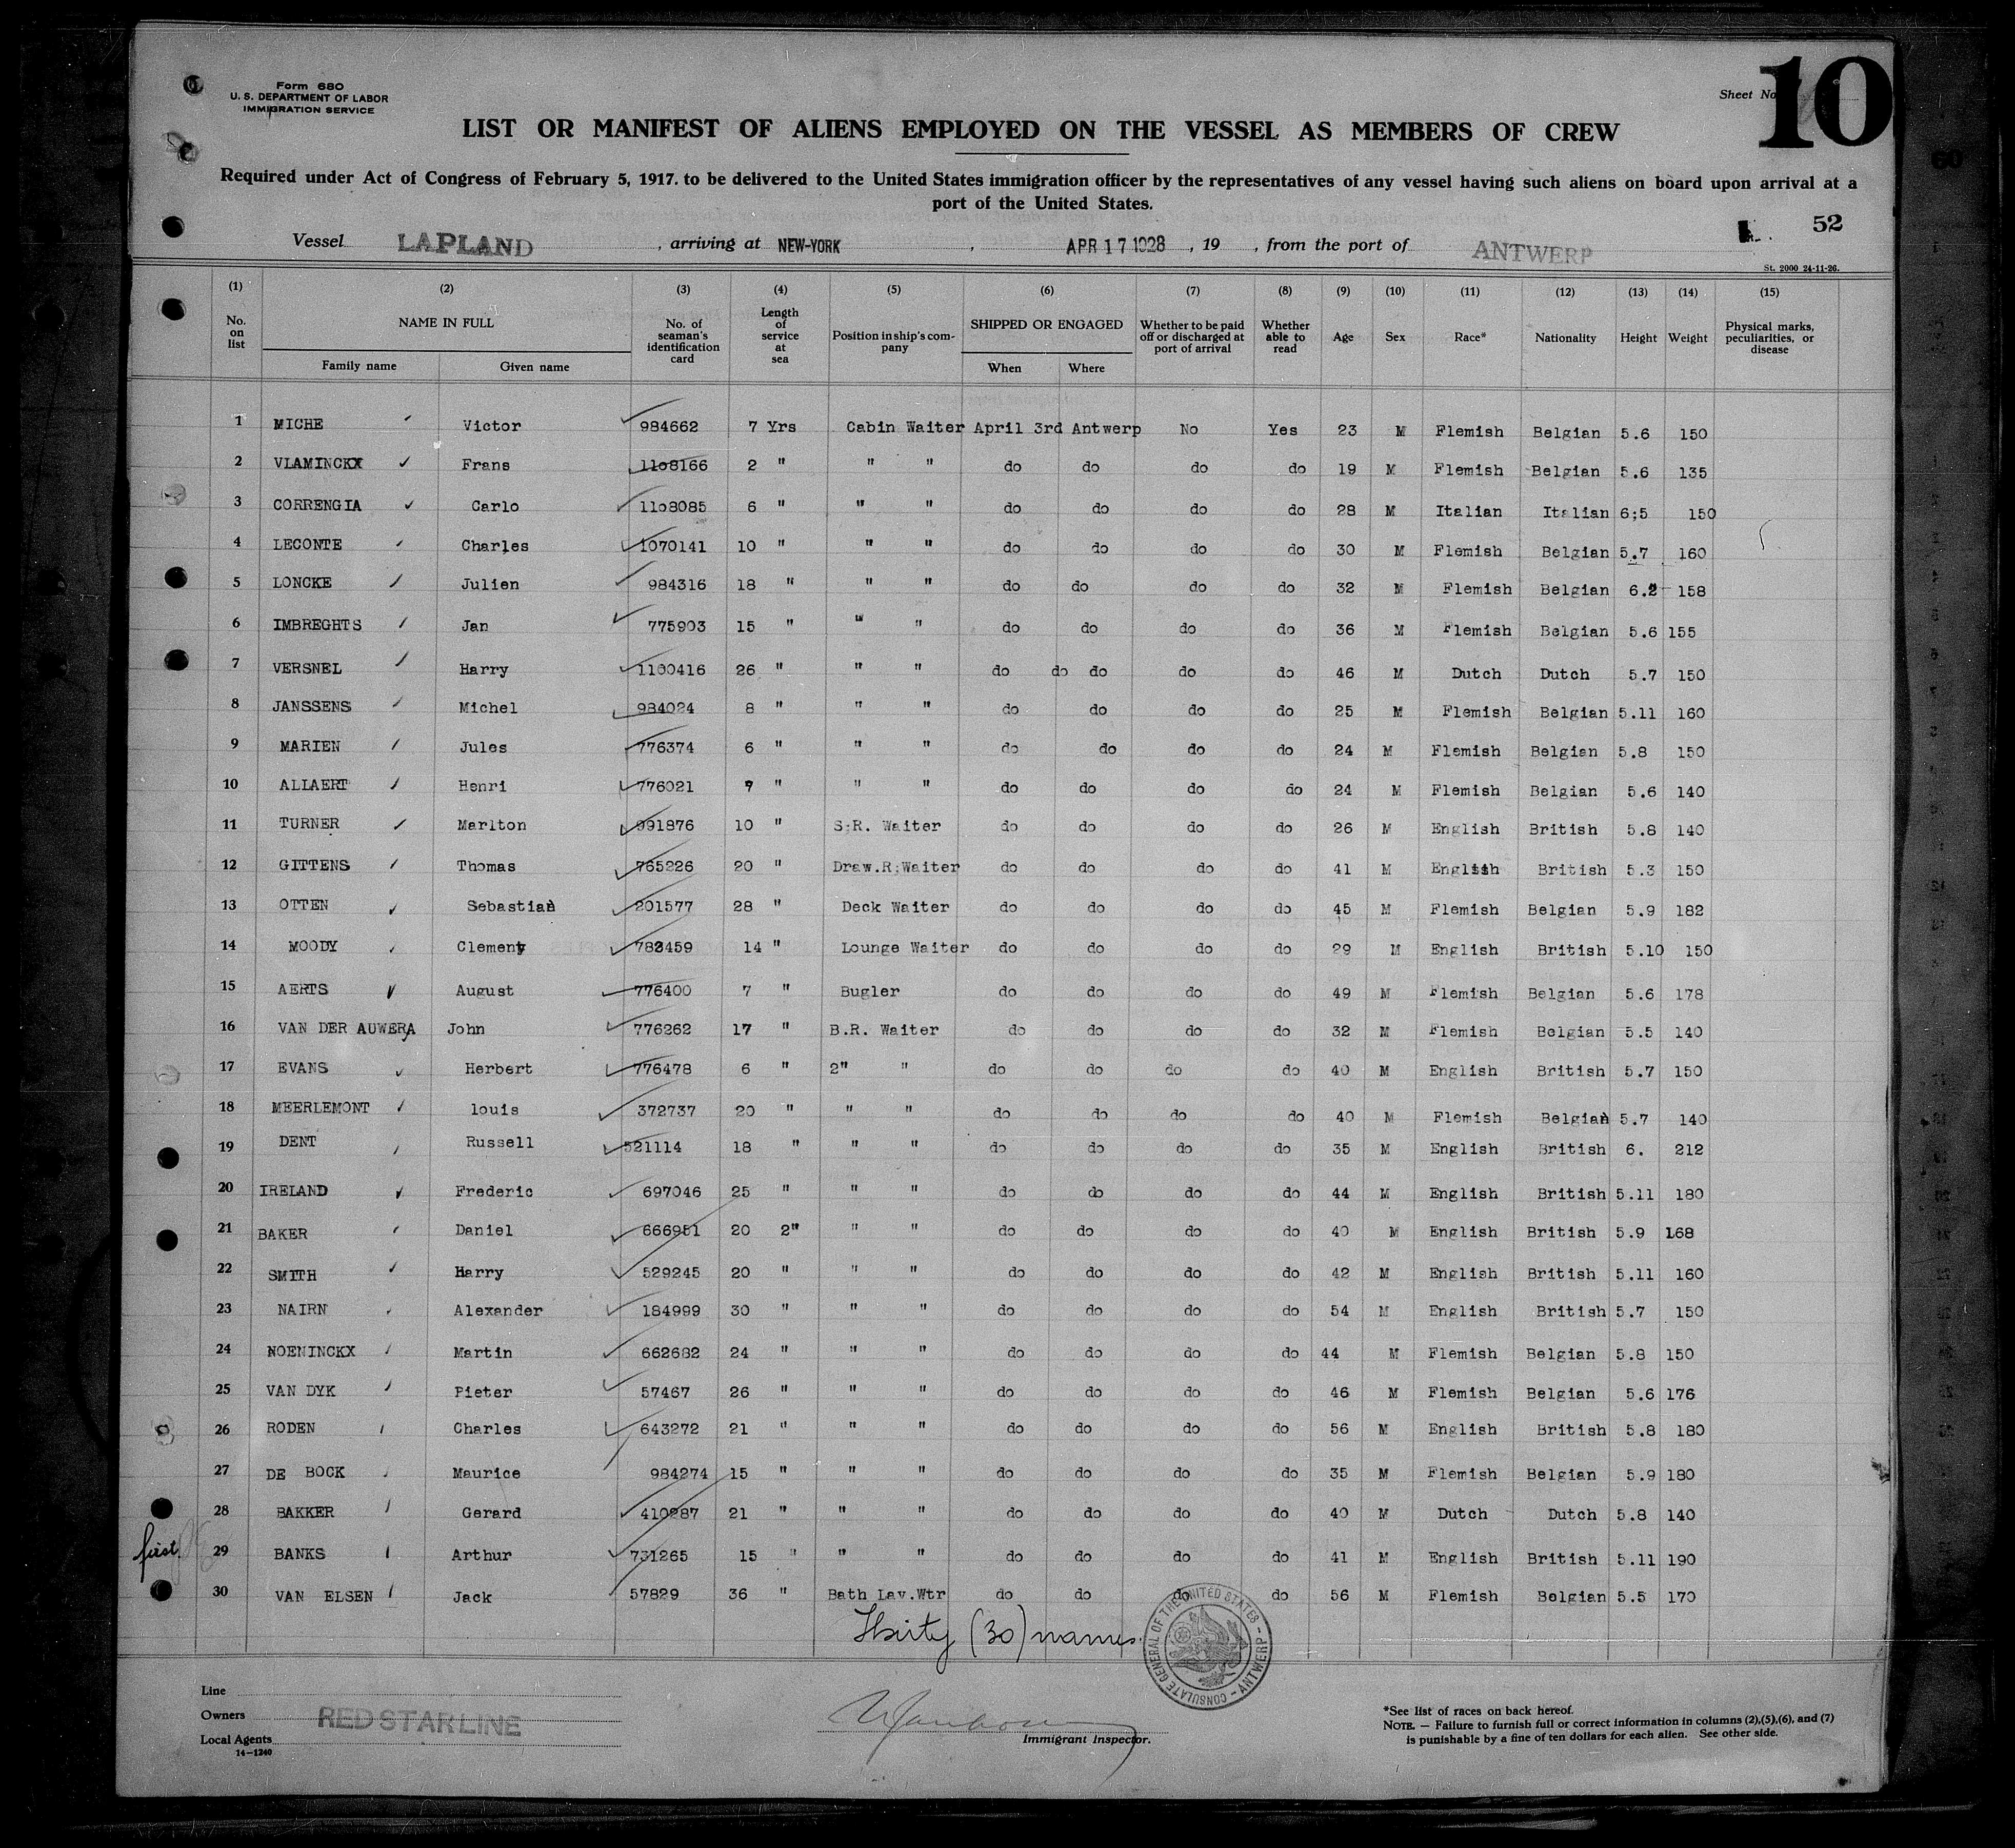 Form 680
U. S. DEPARTMENT OF LABOR
IMMIGRATION SERVICE
Sheet No. 10
LIST OR MANIFEST OF ALIENS EMPLOYED ON THE VESSEL AS MEMBERS OF CREW
Required under Act of Congress of February 5, 1917. to be delivered to the United States immigration officer by the representatives of any vessel having such aliens on board upon arrival at a
port of the United States.
52
Vessel LAPLAND , arriving at NEW-YORK , APR 17 1928 , 19 , from the port of ANTWERP
St. 2000 24-11-26.
(1) (2) (3) (4) (5) (6) (7) (8) (9) (10) (11) (12) (13) (14) (15)
No. on list NAME IN FULL Family name Given name No. of seaman's identification card Length of service at sea Position in ship's company SHIPPED OR ENGAGED When Where Whether to be paid off or discharged at port of arrival Whether able to read Age Sex Race* Nationality Height Weight Physical marks, peculiarities, or disease
1 MICHE Victor 984662 7 Yrs Cabin Waiter April 3rd Antwerp No Yes 23 M Flemish Belgian 5.6 150
2 VLAMINCKX Frans 1108166 2 " " " do do do do 19 M Flemish Belgian 5.6 135
3 CORRENGIA Carlo 1108085 6 " " " do do do do 28 M Italian Italian 6;5 150
4 LECONTE Charles 1070141 10 " " " do do do do 30 M Flemish Belgian 5.7 160
5 LONCKE Julien 984316 18 " " " do do do do 32 M Flemish Belgian 6.2 158
6 IMBREGHTS Jan 775903 15 " " " do do do do 36 M Flemish Belgian 5.6 155
7 VERSNEL Harry 1100416 26 " " " do do do do do 46 M Dutch Dutch 5.7 150
8 JANSSENS Michel 984024 8 " " " do do do do 25 M Flemish Belgian 5.11 160
9 MARIEN Jules 776374 6 " " " do do do do 24 M Flemish Belgian 5.8 150
10 ALLAERT Henri 776021 7 " " " do do do do 24 M Flemish Belgian 5.6 140
11 TURNER Marlton 991876 10 " S.R. Waiter do do do do 26 M English British 5.8 140
12 GITTENS Thomas 765226 20 " Draw.R;Waiter do do do do 41 M English British 5.3 150
13 OTTEN Sebastian 201577 28 " Deck Waiter do do do do 45 M Flemish Belgian 5.9 182
14 MOODY Clement 783459 14 " Lounge Waiter do do do do 29 M English British 5.10 150
15 AERTS August 776400 7 " Bugler do do do do 49 M Flemish Belgian 5.6 178
16 VAN DER AUWERA John 776262 17 " B.R. Waiter do do do do 32 M Flemish Belgian 5.5 140
17 EVANS Herbert 776478 6 " 2" " do do do do 40 M English British 5.7 150
18 MEERLEMONT louis 372737 20 " " " do do do do 40 M Flemish Belgian 5.7 140
19 DENT Russell 521114 18 " " " do do do do 35 M English British 6. 212
20 IRELAND Frederic 697046 25 " " " do do do do 44 M English British 5.11 180
21 BAKER Daniel 666951 20 2" " " do do do do 40 M English British 5.9 168
22 SMITH Harry 529245 20 " " " do do do do 42 M English British 5.11 160
23 NAIRN Alexander 184999 30 " " " do do do do 54 M English British 5.7 150
24 NOENINCKX Martin 662682 24 " " " do do do do 44 M Flemish Belgian 5.8 150
25 VAN DYK Pieter 57467 26 " " " do do do do 46 M Flemish Belgian 5.6 176
26 RODEN Charles 643272 21 " " " do do do do 56 M English British 5.8 180
27 DE BOCK Maurice 984274 15 " " " do do do do 35 M Flemish Belgian 5.9 180
28 BAKKER Gerard 410287 21 " " " do do do do 40 M Dutch Dutch 5.8 140
first 29 BANKS Arthur 731265 15 " " " do do do do 41 M English British 5.11 190
30 VAN ELSEN Jack 57829 36 " Bath Lav.Wtr do do do do 56 M Flemish Belgian 5.5 170
Thirty (30) names.
CONSULATE GENERAL OF THE UNITED STATES - ANTWERP -
Line
Owners RED STAR LINE
Local Agents
14-1240
Immigrant Inspector.
*See list of races on back hereof.
NOTE. — Failure to furnish full or correct information in columns (2),(5),(6), and (7)
is punishable by a fine of ten dollars for each alien. See other side.